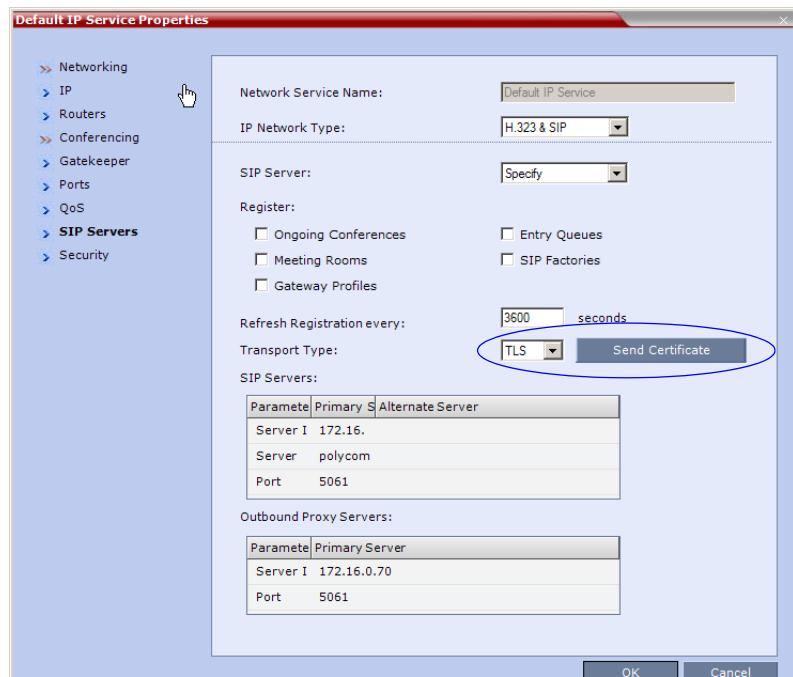 Default IP Service Properties
Networking
IP
Routers
Conferencing
Gatekeeper
Ports
QoS
SIP Servers
Security
Network Service Name: Default IP Service
IP Network Type: H.323 & SIP
SIP Server: Specify
Register:
Ongoing Conferences Entry Queues
Meeting Rooms SIP Factories
Gateway Profiles
Refresh Registration every: 3600 seconds
Transport Type: TLS Send Certificate
SIP Servers:
Paramete Primary S Alternate Server
Server I 172.16.
Server polycom
Port 5061
Outbound Proxy Servers:
Paramete Primary Server
Server I 172.16.0.70
Port 5061
OK Cancel